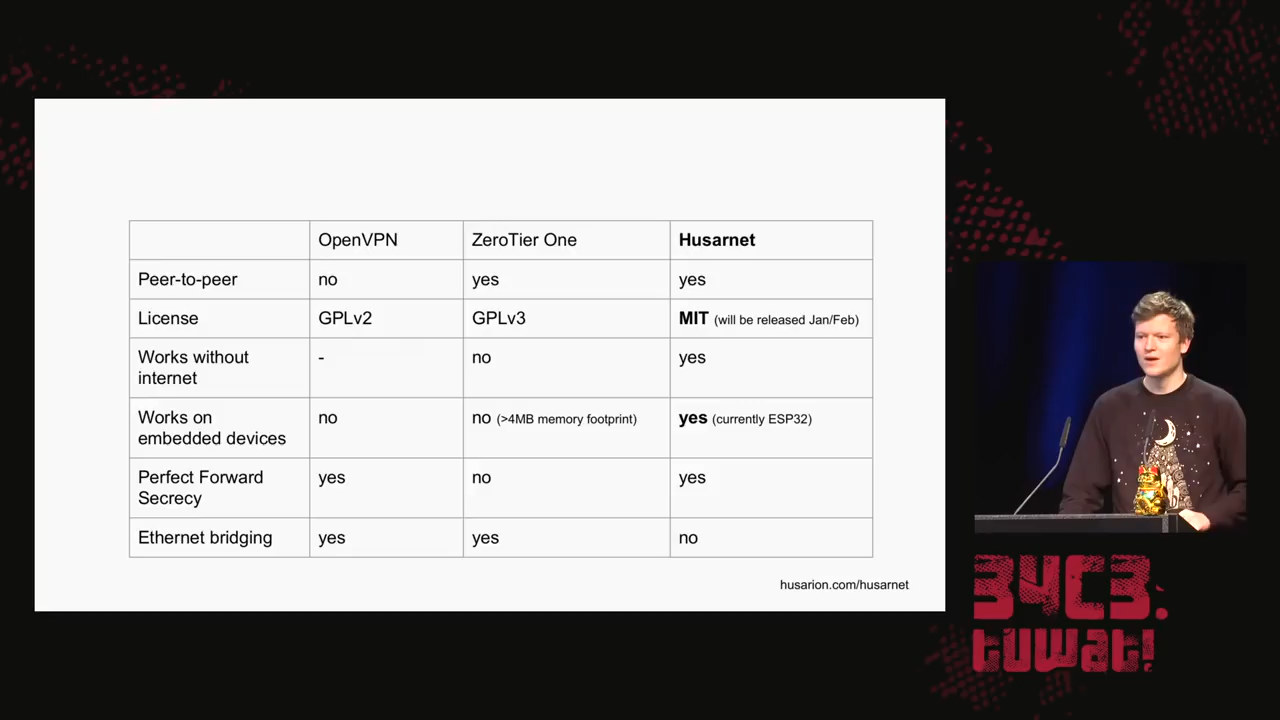 OpenVPN ZeroTier One Husarnet
Peer-to-peer no yes yes
License GPLv2 GPLv3 MIT (will be released Jan/Feb)
Works without internet - no yes
Works on embedded devices no no (>4MB memory footprint) yes (currently ESP32)
Perfect Forward Secrecy yes no yes
Ethernet bridging yes yes no
husarion.com/husarnet
34C3.
tuwat!